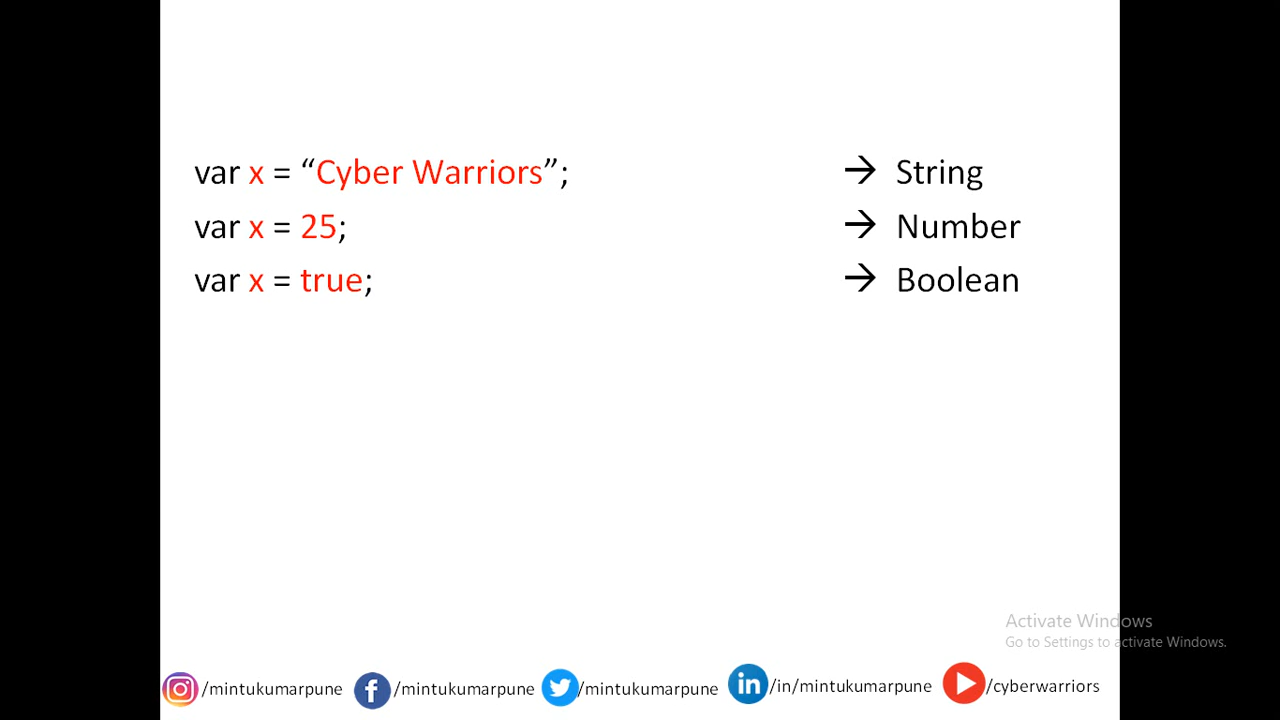 var x = “Cyber Warriors”; → String
var x = 25; → Number
var x = true; → Boolean
Activate Windows
Go to Settings to activate Windows.
/mintukumarpune /mintukumarpune /mintukumarpune in /in/mintukumarpune /cyberwarriors